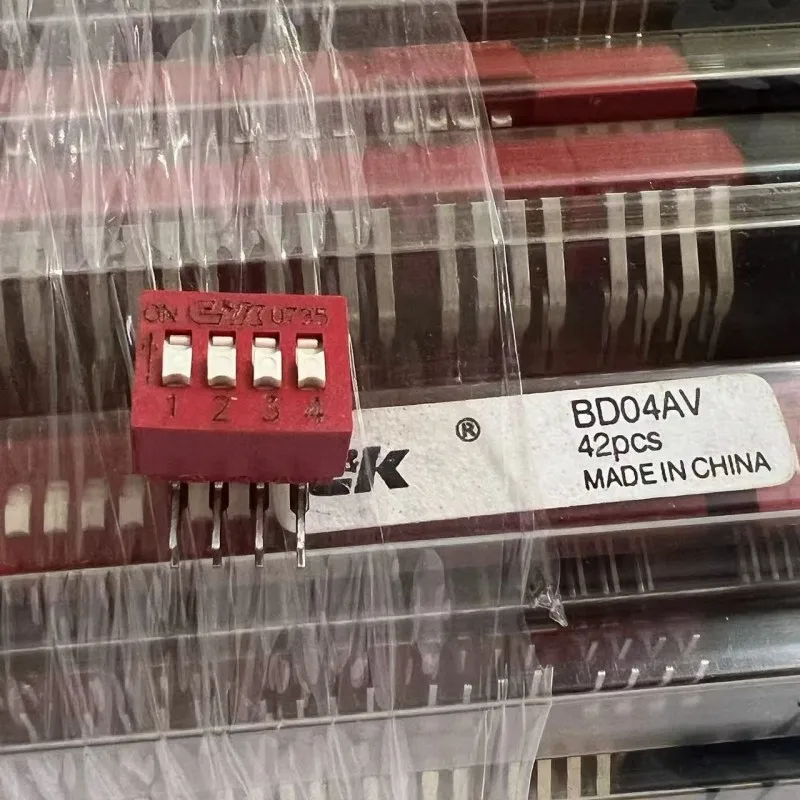 ON C&K 0735
1 2 3 4
&K ®
BD04AV
42pcs
MADE IN CHINA